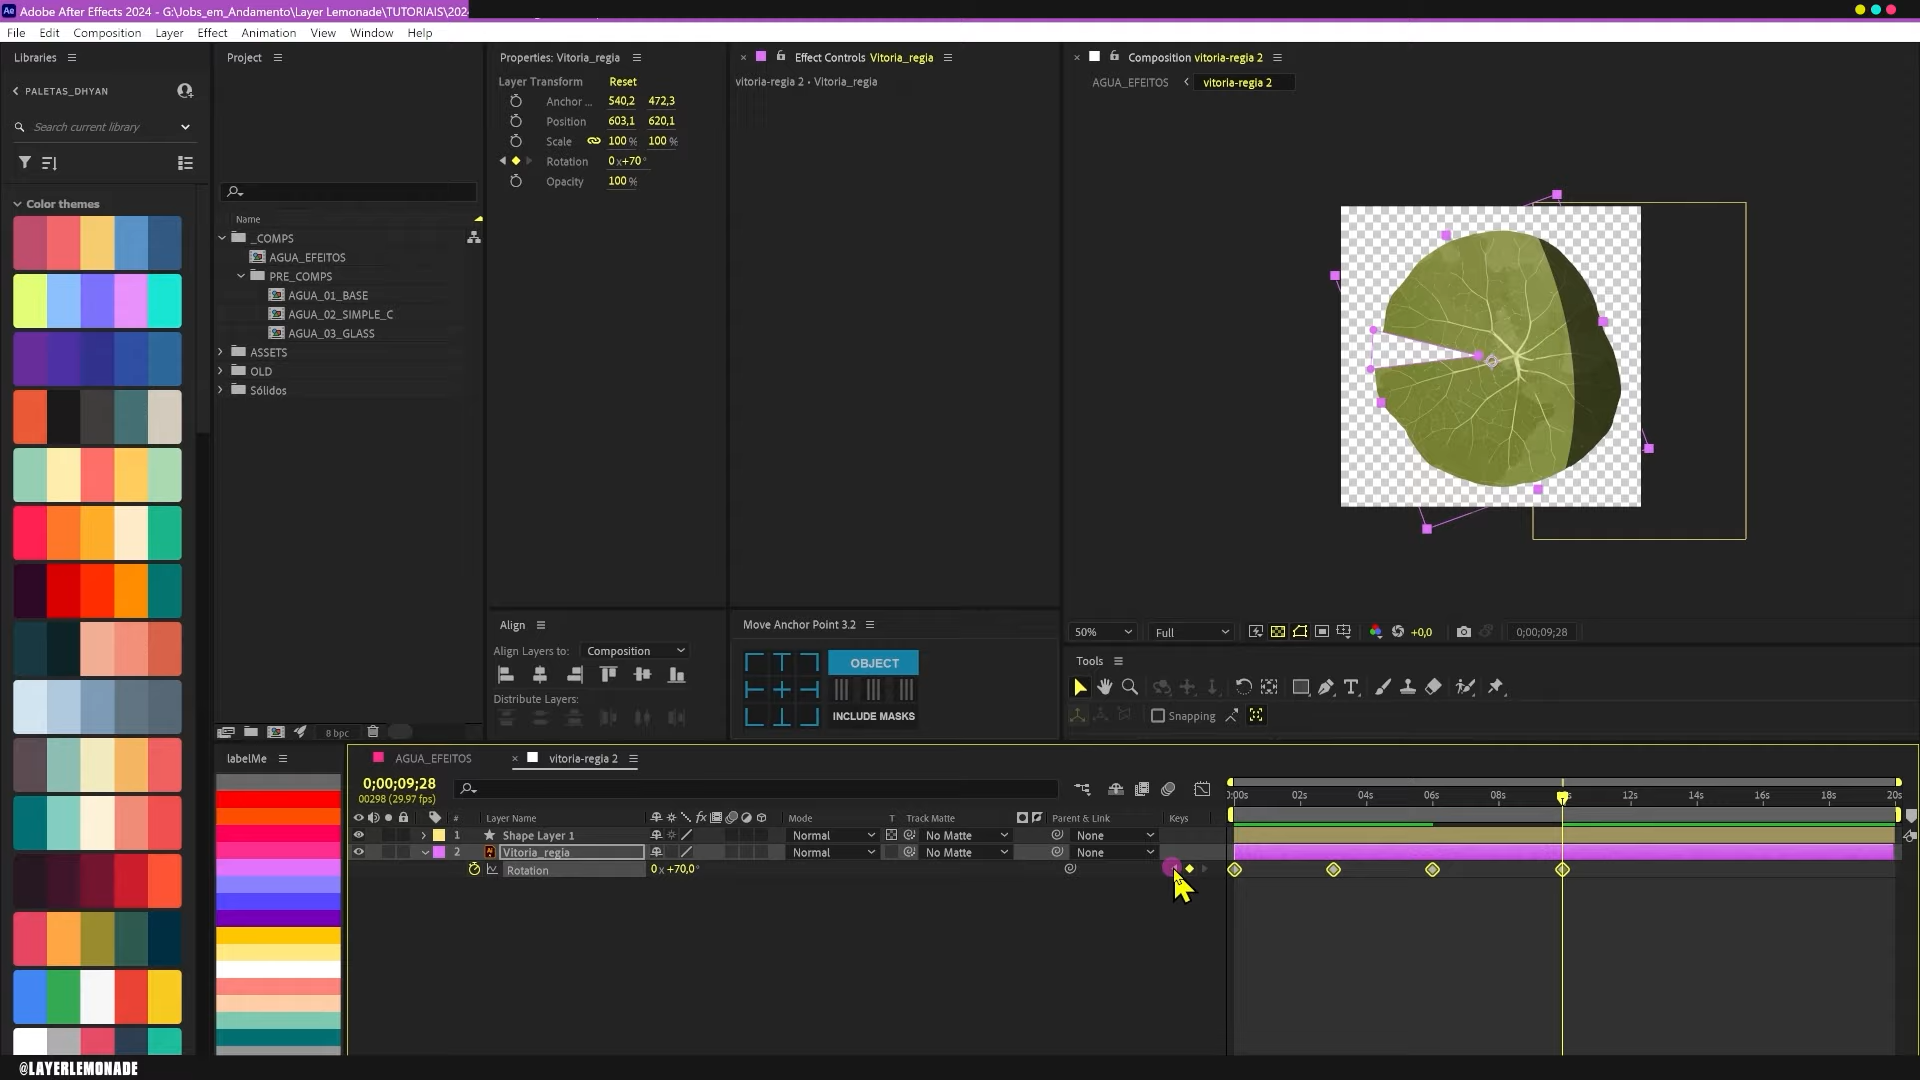 Ae Adobe After Effects 2024 - G:\Jobs_em_Andamento\Layer Lemonade\TUTORIAIS\2024
File Edit Composition Layer Effect Animation View Window Help
Libraries
PALETAS_DHYAN
Search current library
Color themes
Project
Name
_COMPS
AGUA_EFEITOS
PRE_COMPS
AGUA_01_BASE
AGUA_02_SIMPLE_C
AGUA_03_GLASS
ASSETS
OLD
Sólidos
8 bpc
Properties: Vitoria_regia
Layer Transform Reset
Anchor ... 540,2 472,3
Position 603,1 620,1
Scale 100 % 100 %
Rotation 0 x+70 °
Opacity 100 %
Align
Align Layers to: Composition
Distribute Layers:
Effect Controls Vitoria_regia
vitoria-regia 2 • Vitoria_regia
Move Anchor Point 3.2
OBJECT
INCLUDE MASKS
Composition vitoria-regia 2
AGUA_EFEITOS vitoria-regia 2
50% Full +0,0 0;00;09;28
Tools
Snapping
labelMe
AGUA_EFEITOS vitoria-regia 2
0;00;09;28
00298 (29.97 fps)
:00s 02s 04s 06s 08s 12s 14s 16s 18s 20s
# Layer Name fx Mode T Track Matte Parent & Link Keys
1 Shape Layer 1 Normal No Matte None
2 Vitoria_regia Normal No Matte None
Rotation 0 x +70,0°
@LAYERLEMONADE